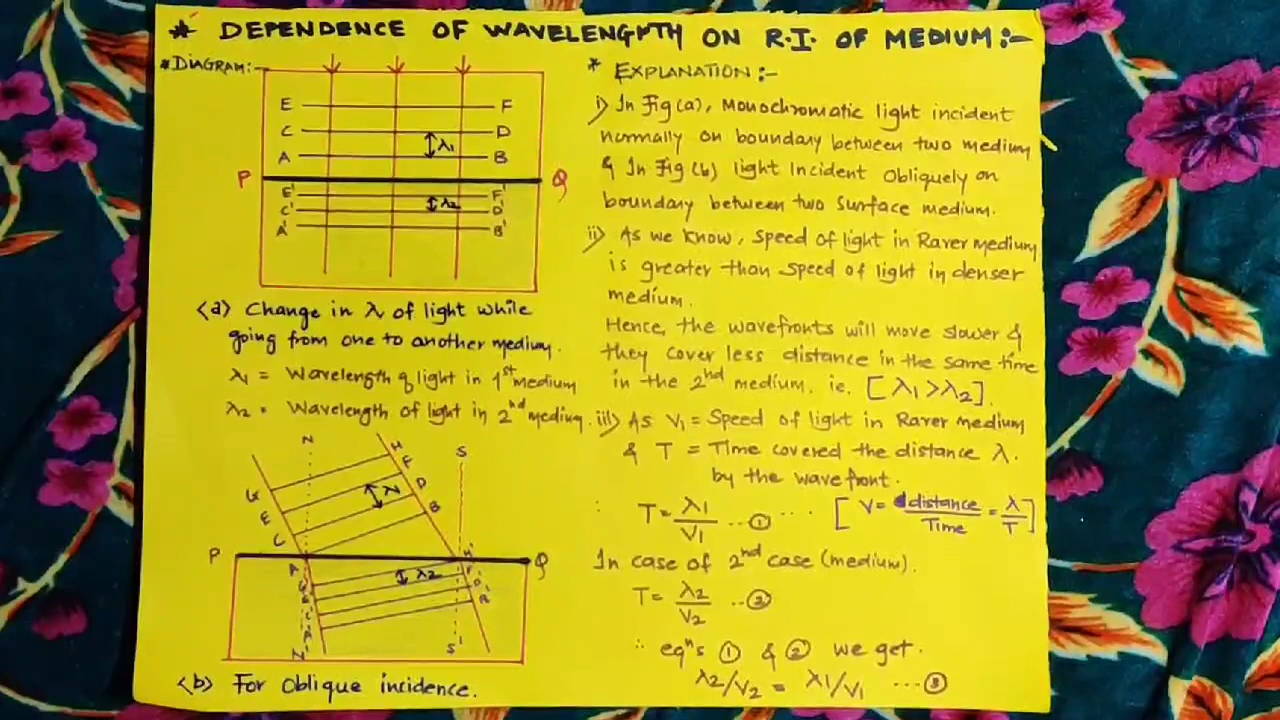 * DEPENDENCE OF WAVELENGTH ON R.I. OF MEDIUM:-
* DIAGRAM:-
E F
C D
λ1
A B
P Q
E' F'
λ2
C' D'
A' B'
(a) Change in λ of light while
going from one to another medium.
λ1 = Wavelength of light in 1st medium
λ2 = Wavelength of light in 2nd medium.
N S
H
F
G D
λ1
E B
C
P Q
A H'
λ2
N' S'
(b) For Oblique incidence.
* EXPLANATION:-
i) In Fig(a), Monochromatic light incident
normally on boundary between two medium
& In Fig (b) light Incident Obliquely on
boundary between two Surface medium.
ii) As we know, Speed of light in Rarer medium
is greater than Speed of light in denser
medium.
Hence, the wavefronts will move slower &
they cover less distance in the same time
in the 2nd medium. ie. [λ1 > λ2].
iii) As V1 = Speed of light in Rarer medium
& T = Time covered the distance λ.
by the wavefront.
∴ T = λ1/V1 ...① .... [V = distance/Time = λ/T]
In case of 2nd case (medium).
T = λ2/V2 ...②
∴ eqⁿs ① & ② we get.
λ2/V2 = λ1/V1 ....③